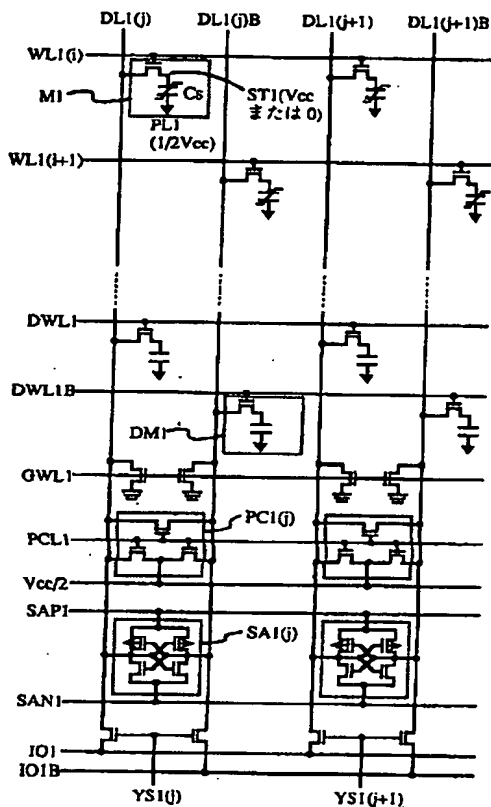 DL1(j) DL1(j)B DL1(j+1) DL1(j+1)B
WL1(i)
M1
Cs
ST1(Vcc
または0)
PL1
(1/2Vcc)
WL1(i+1)
DWL1
DWL1B
DM1
GWL1
PC1(j)
PCL1
Vcc/2
SAP1
SA1(j)
SAN1
IO1
IO1B
YS1(j) YS1(j+1)